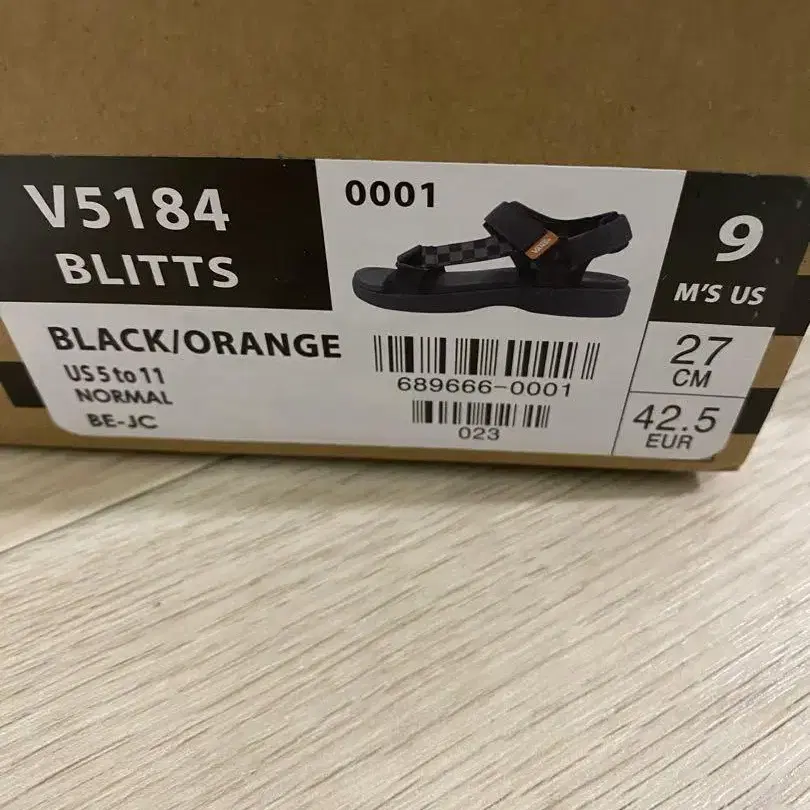 V5184
BLITTS
0001
9
M'S US
BLACK/ORANGE
US 5 to 11
NORMAL
BE-JC
689666-0001
023
27
CM
42.5
EUR
VANS